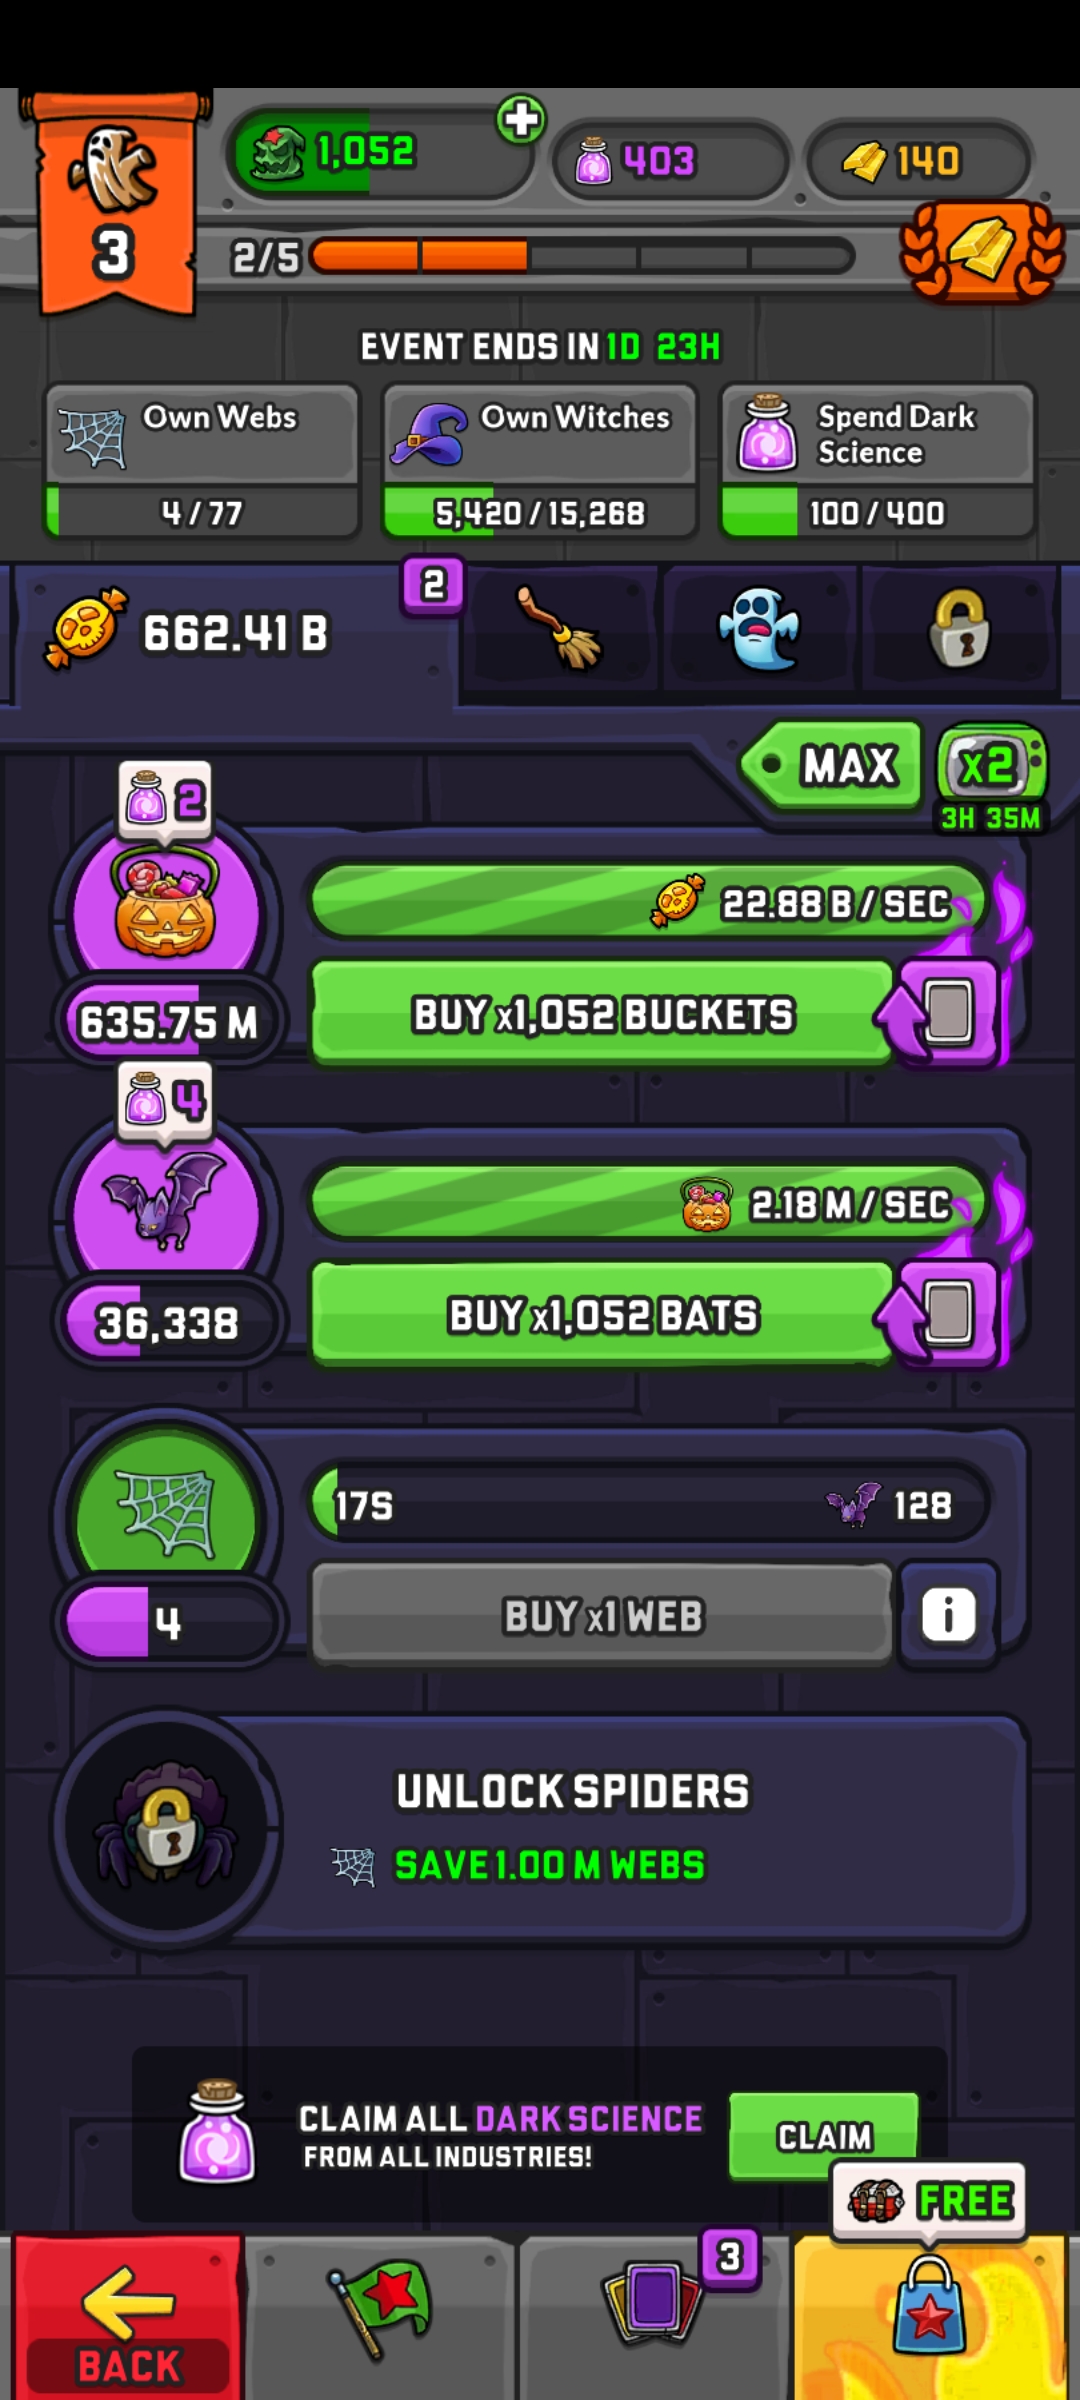 1,052
403
140
3
2/5
EVENT ENDS IN 1D 23H
Own Webs
4/77
Own Witches
5,420/15,268
Spend Dark
Science
100/400
662.41 B
2
MAX
x2
3H 35M
2
22.88 B/SEC
635.75 M
BUY x1,052 BUCKETS
4
2.18 M/SEC
36,338
BUY x1,052 BATS
17S
128
4
BUY x1 WEB
i
UNLOCK SPIDERS
SAVE 1.00 M WEBS
CLAIM ALL DARK SCIENCE
FROM ALL INDUSTRIES!
CLAIM
FREE
3
BACK